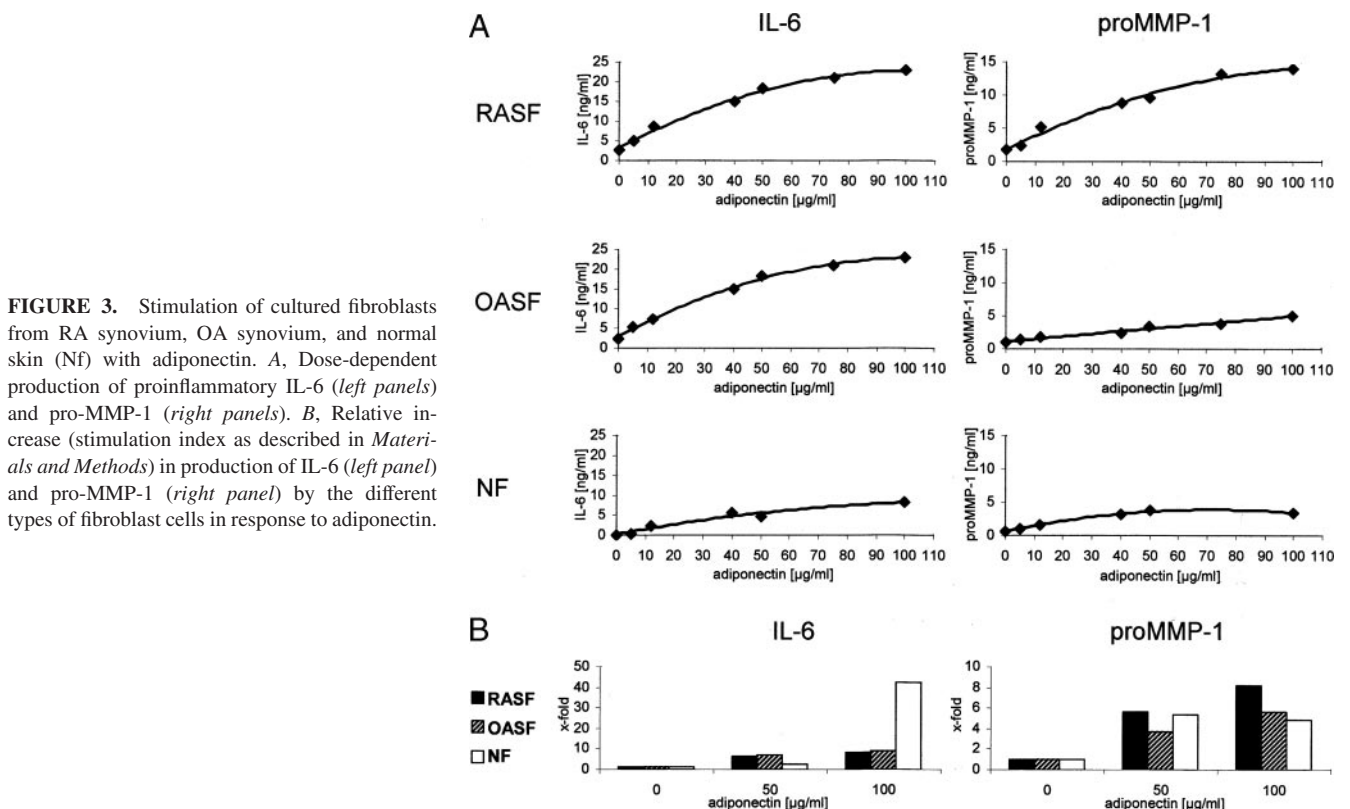 FIGURE 3. Stimulation of cultured fibroblasts
from RA synovium, OA synovium, and normal
skin (Nf) with adiponectin. A, Dose-dependent
production of proinflammatory IL-6 (left panels)
and pro-MMP-1 (right panels). B, Relative in-
crease (stimulation index as described in Materi-
als and Methods) in production of IL-6 (left panel)
and pro-MMP-1 (right panel) by the different
types of fibroblast cells in response to adiponectin.
A
IL-6
proMMP-1
RASF
IL-6 [ng/ml]
25
20
15
10
5
0
0 10 20 30 40 50 60 70 80 90 100 110
adiponectin [µg/ml]
proMMP-1 [ng/ml]
15
10
5
0
0 10 20 30 40 50 60 70 80 90 100 110
adiponectin [µg/ml]
OASF
IL-6 [ng/ml]
25
20
15
10
5
0
0 10 20 30 40 50 60 70 80 90 100 110
adiponectin [µg/ml]
proMMP-1 [ng/ml]
15
10
5
0
0 10 20 30 40 50 60 70 80 90 100 110
adiponectin [µg/ml]
NF
IL-6 [ng/ml]
25
20
15
10
5
0
0 10 20 30 40 50 60 70 80 90 100 110
adiponectin [µg/ml]
proMMP-1 [ng/ml]
15
10
5
0
0 10 20 30 40 50 60 70 80 90 100 110
adiponectin [µg/ml]
B
IL-6
proMMP-1
RASF
OASF
NF
x-fold
50
40
30
20
10
0
0 50 100
adiponectin [µg/ml]
x-fold
10
8
6
4
2
0
0 50 100
adiponectin [µg/ml]